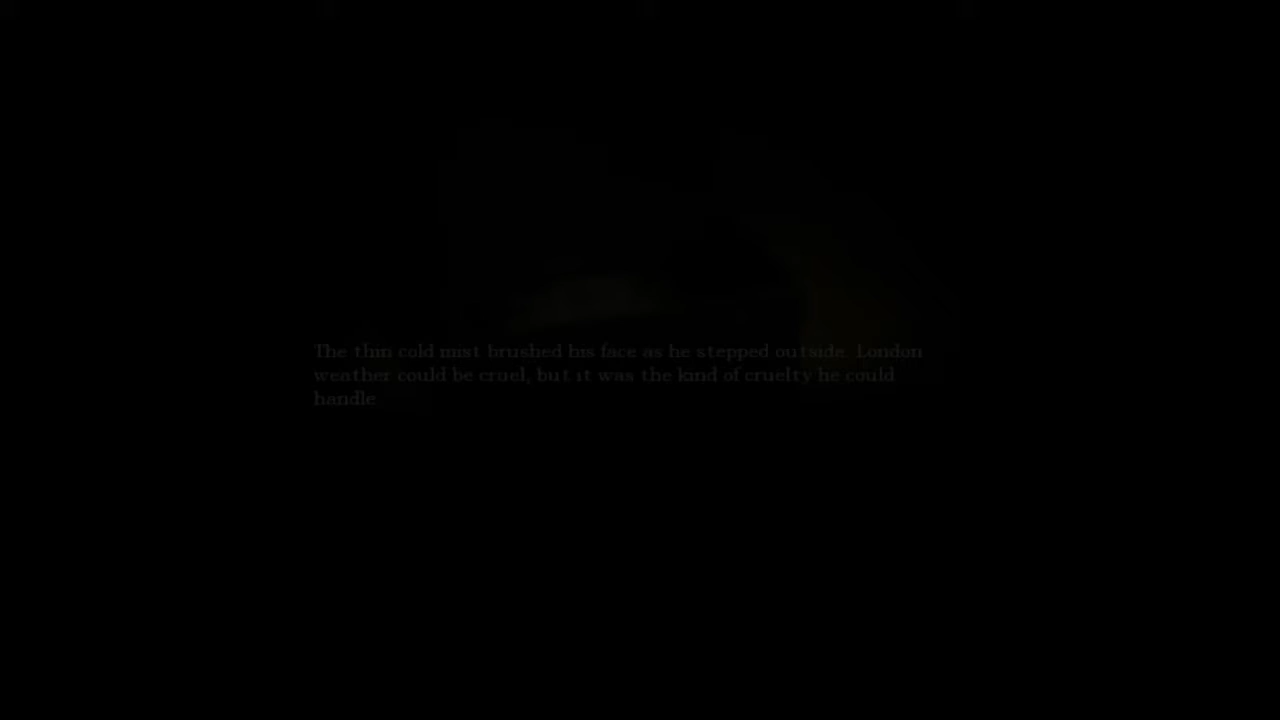 The thin cold mist brushed his face as he stepped outside. London
weather could be cruel, but it was the kind of cruelty he could
handle.